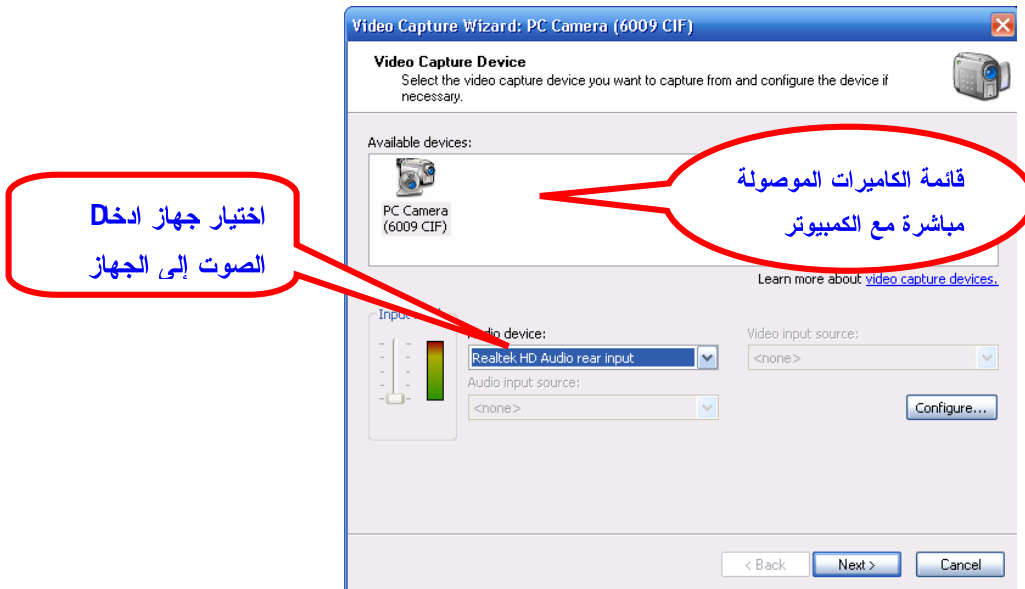 Video Capture Wizard: PC Camera (6009 CIF)
Video Capture Device
Select the video capture device you want to capture from and configure the device if
necessary.
Available devices:
PC Camera
(6009 CIF)
قائمة الكاميرات الموصولة
مباشرة مع الكمبيوتر
اختيار جهاز ادخD
الصوت إلى الجهاز
Learn more about video capture devices.
Audio device:
Realtek HD Audio rear input
Audio input source:
<none>
Video input source:
<none>
Configure...
< Back
Next >
Cancel